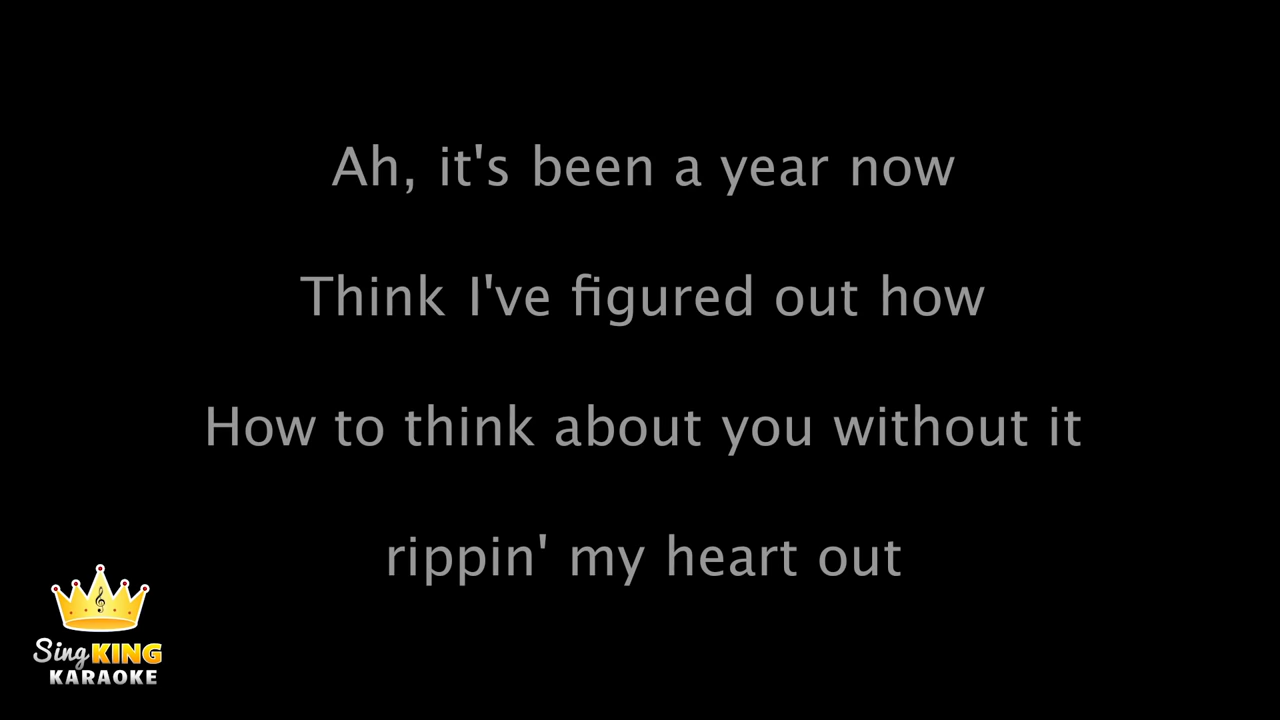 Ah, it's been a year now
Think I've figured out how
How to think about you without it
rippin' my heart out
Sing KING
KARAOKE